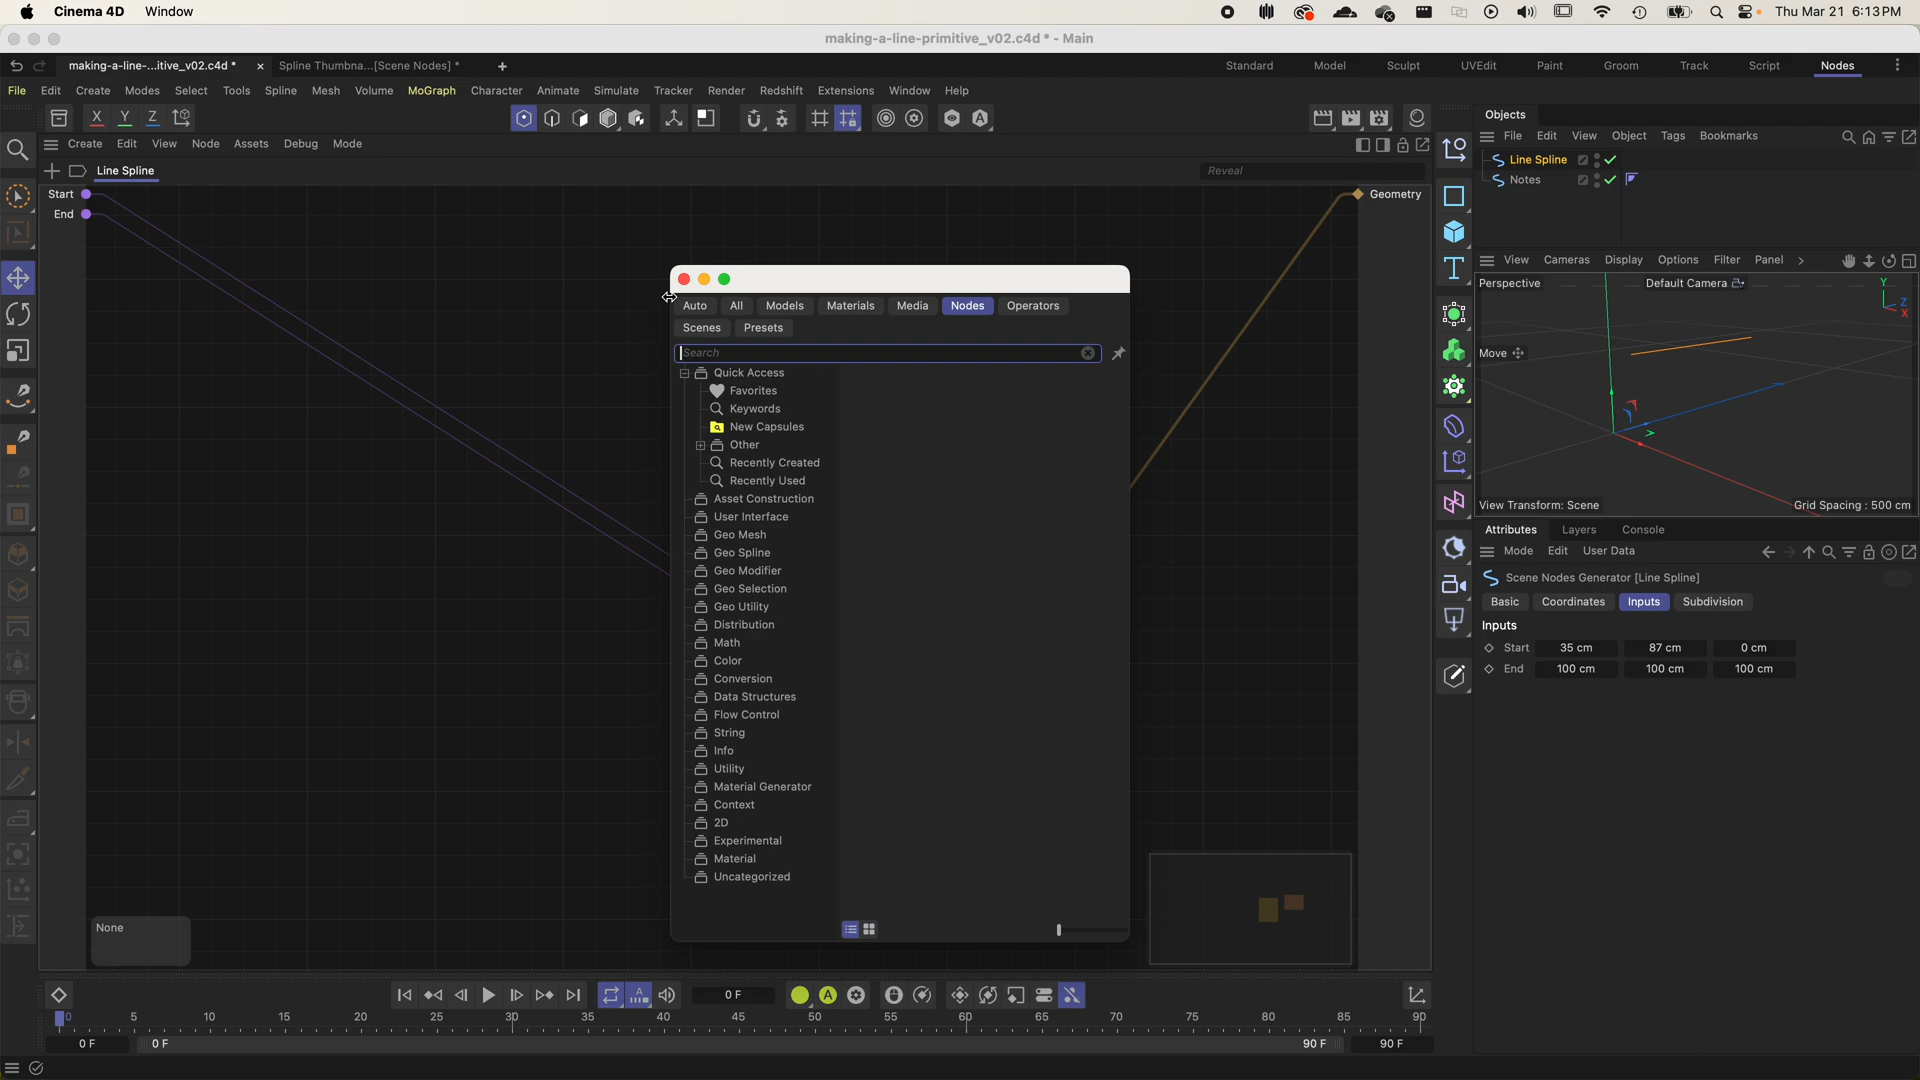 Cinema 4D Window Thu Mar 21 6:13 PM
making-a-line-primitive_v02.c4d * - Main
making-a-line-...itive_v02.c4d * × Spline Thumbna...[Scene Nodes] * + Standard Model Sculpt UVEdit Paint Groom Track Script Nodes
File Edit Create Modes Select Tools Spline Mesh Volume MoGraph Character Animate Simulate Tracker Render Redshift Extensions Window Help
X Y Z
Create Edit View Node Assets Debug Mode
Line Spline Reveal
Start
End
Geometry
Auto All Models Materials Media Nodes Operators
Scenes Presets
Search
Quick Access
Favorites
Keywords
New Capsules
Other
Recently Created
Recently Used
Asset Construction
User Interface
Geo Mesh
Geo Spline
Geo Modifier
Geo Selection
Geo Utility
Distribution
Math
Color
Conversion
Data Structures
Flow Control
String
Info
Utility
Material Generator
Context
2D
Experimental
Material
Uncategorized
None
Objects
File Edit View Object Tags Bookmarks
Line Spline
Notes
View Cameras Display Options Filter Panel
Perspective Default Camera
Y
Z
X
Move
View Transform: Scene Grid Spacing : 500 cm
Attributes Layers Console
Mode Edit User Data
Scene Nodes Generator [Line Spline]
Basic Coordinates Inputs Subdivision
Inputs
Start 35 cm 87 cm 0 cm
End 100 cm 100 cm 100 cm
0 F
0 5 10 15 20 25 30 35 40 45 50 55 60 65 70 75 80 85 90
0 F 0 F 90 F 90 F